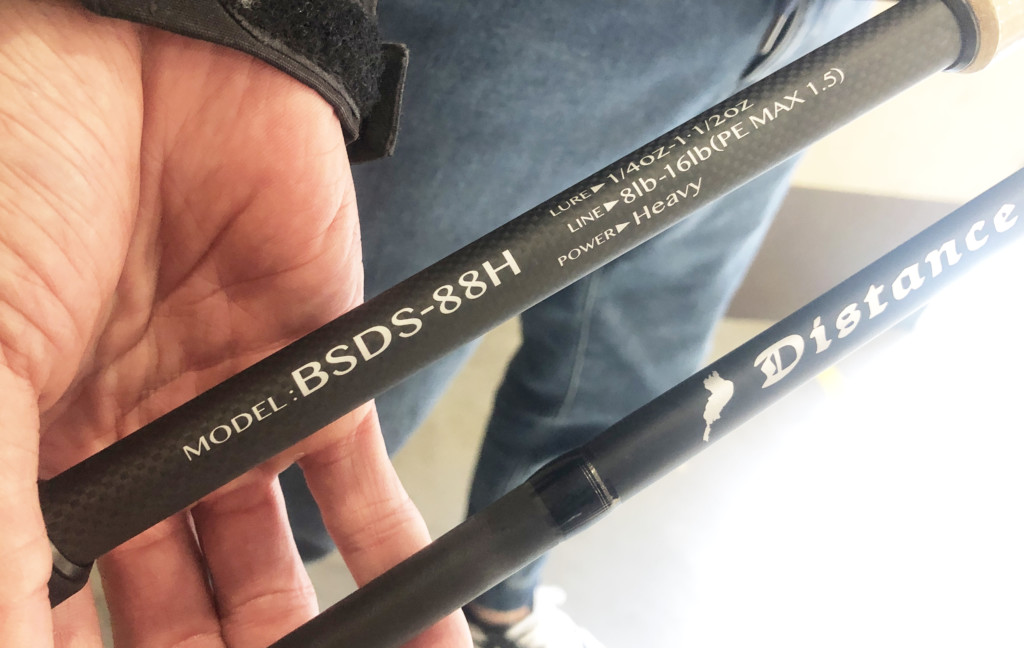 MODEL:BSDS-88H
LURE▶1/4OZ-1・1/2OZ
LINE▶8lb-16lb(PE MAX 1.5)
POWER▶Heavy
Distance